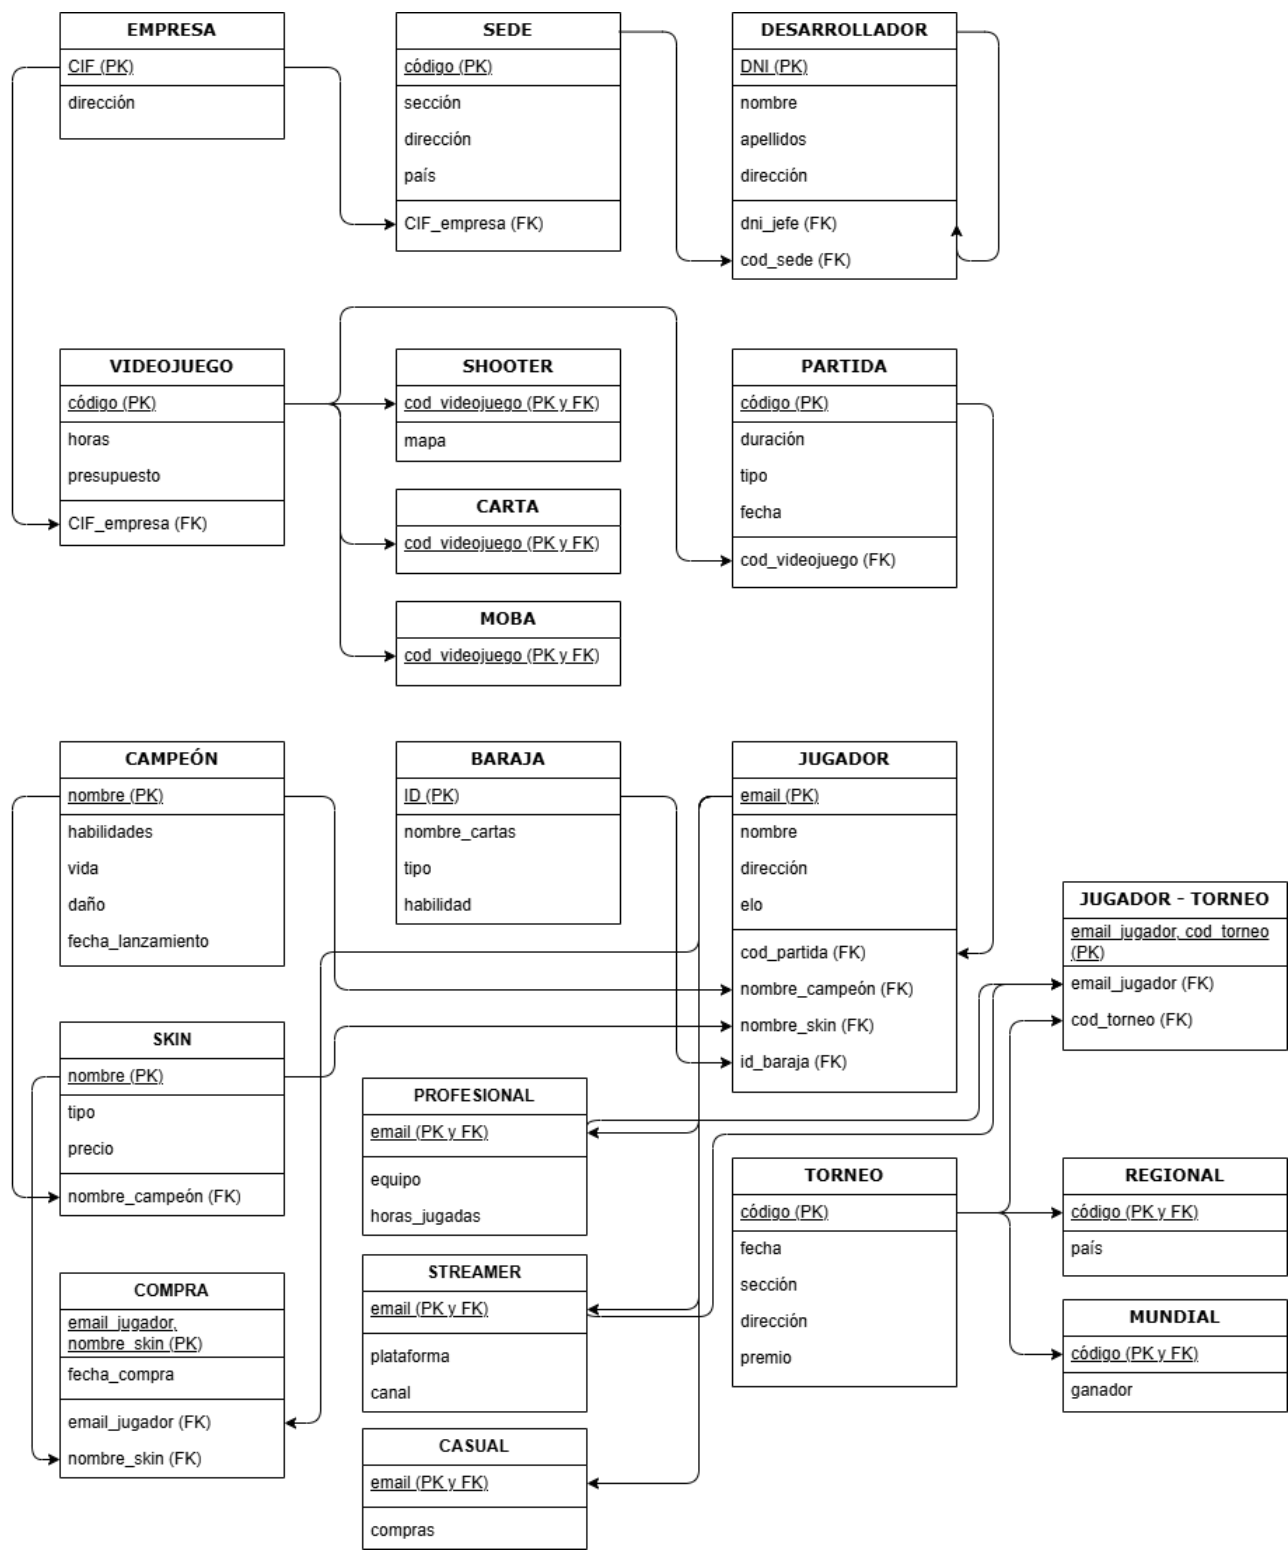 EMPRESA
CIF (PK)
dirección
SEDE
código (PK)
sección
dirección
país
CIF_empresa (FK)
DESARROLLADOR
DNI (PK)
nombre
apellidos
dirección
dni_jefe (FK)
cod_sede (FK)
VIDEOJUEGO
código (PK)
horas
presupuesto
CIF_empresa (FK)
SHOOTER
cod_videojuego (PK y FK)
mapa
CARTA
cod_videojuego (PK y FK)
MOBA
cod_videojuego (PK y FK)
PARTIDA
código (PK)
duración
tipo
fecha
cod_videojuego (FK)
CAMPEÓN
nombre (PK)
habilidades
vida
daño
fecha_lanzamiento
BARAJA
ID (PK)
nombre_cartas
tipo
habilidad
JUGADOR
email (PK)
nombre
dirección
elo
cod_partida (FK)
nombre_campeón (FK)
nombre_skin (FK)
id_baraja (FK)
JUGADOR - TORNEO
email_jugador, cod_torneo
(PK)
email_jugador (FK)
cod_torneo (FK)
SKIN
nombre (PK)
tipo
precio
nombre_campeón (FK)
PROFESIONAL
email (PK y FK)
equipo
horas_jugadas
TORNEO
código (PK)
fecha
sección
dirección
premio
REGIONAL
código (PK y FK)
país
COMPRA
email_jugador,
nombre_skin (PK)
fecha_compra
email_jugador (FK)
nombre_skin (FK)
STREAMER
email (PK y FK)
plataforma
canal
MUNDIAL
código (PK y FK)
ganador
CASUAL
email (PK y FK)
compras